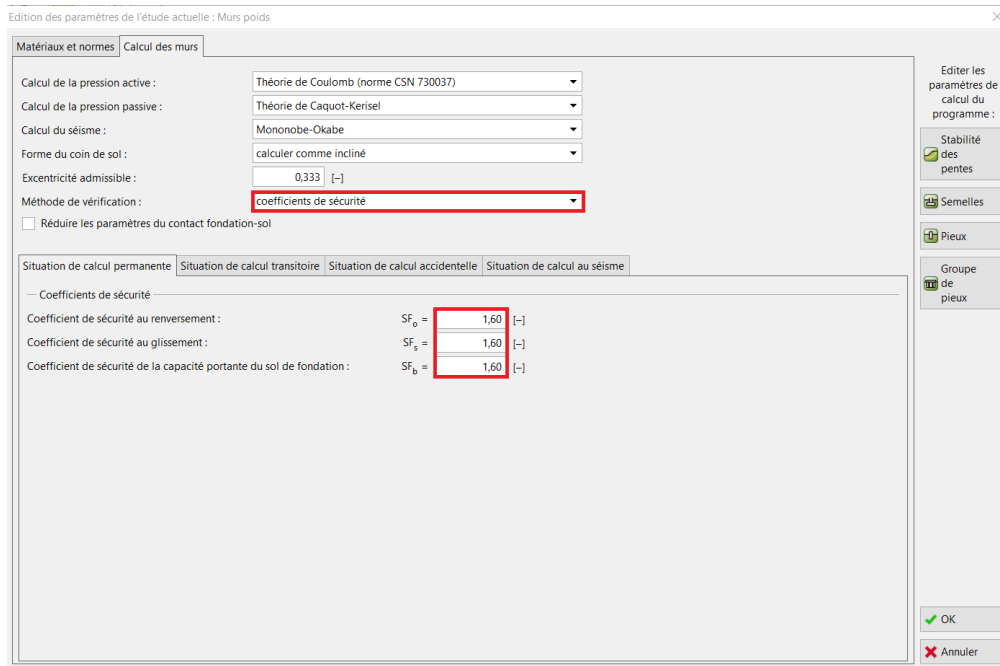 Edition des paramètres de l'étude actuelle : Murs poids
Matériaux et normes
Calcul des murs
Calcul de la pression active :
Théorie de Coulomb (norme CSN 730037)
Calcul de la pression passive :
Théorie de Caquot-Kerisel
Calcul du séisme :
Mononobe-Okabe
Forme du coin de sol :
calculer comme incliné
Excentricité admissible :
0,333 [–]
Méthode de vérification :
coefficients de sécurité
Réduire les paramètres du contact fondation-sol
Situation de calcul permanente
Situation de calcul transitoire
Situation de calcul accidentelle
Situation de calcul au séisme
Coefficients de sécurité
Coefficient de sécurité au renversement :
SFo = 1,60 [–]
Coefficient de sécurité au glissement :
SFs = 1,60 [–]
Coefficient de sécurité de la capacité portante du sol de fondation :
SFb = 1,60 [–]
Editer les
paramètres de
calcul du
programme :
Stabilité
des
pentes
Semelles
Pieux
Groupe
de
pieux
OK
Annuler